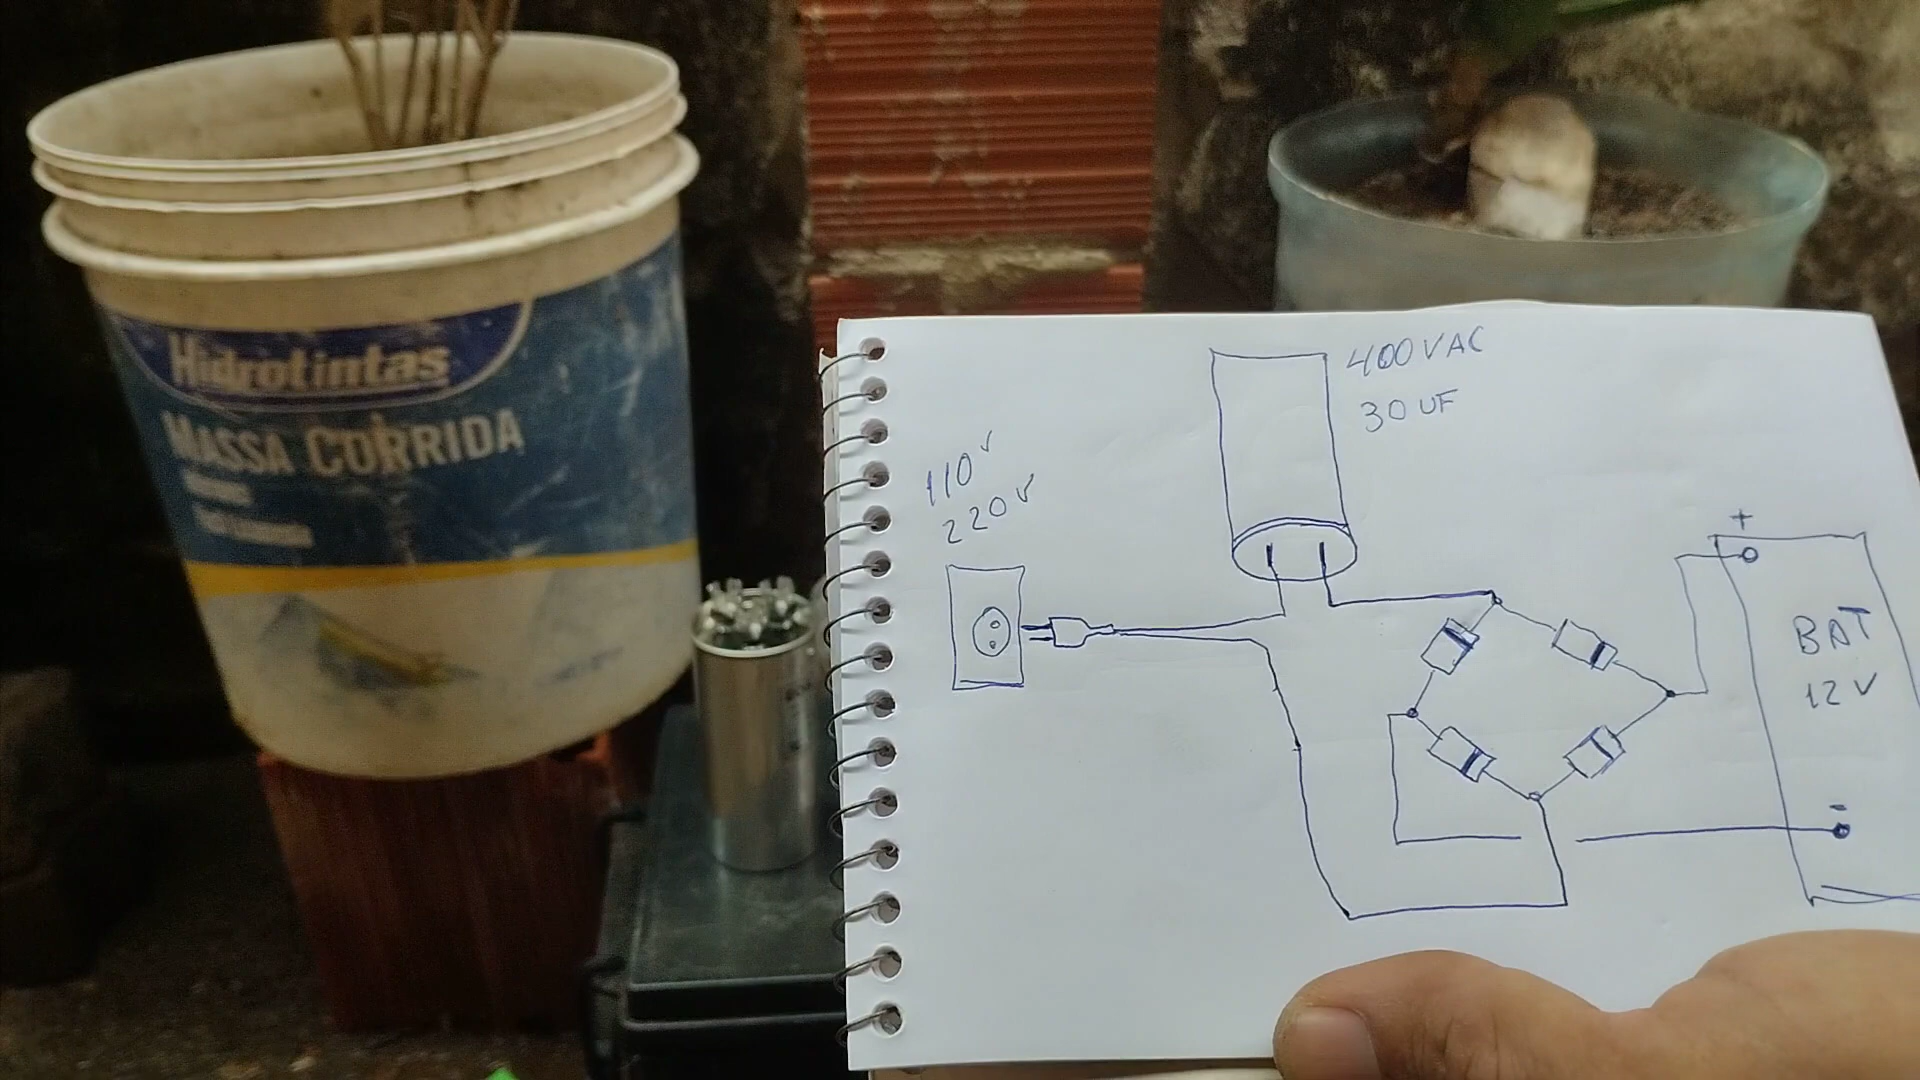 Hidrotintas
MASSA CORRIDA
110V
220V
400VAC
30UF
+
BAT
12V
-